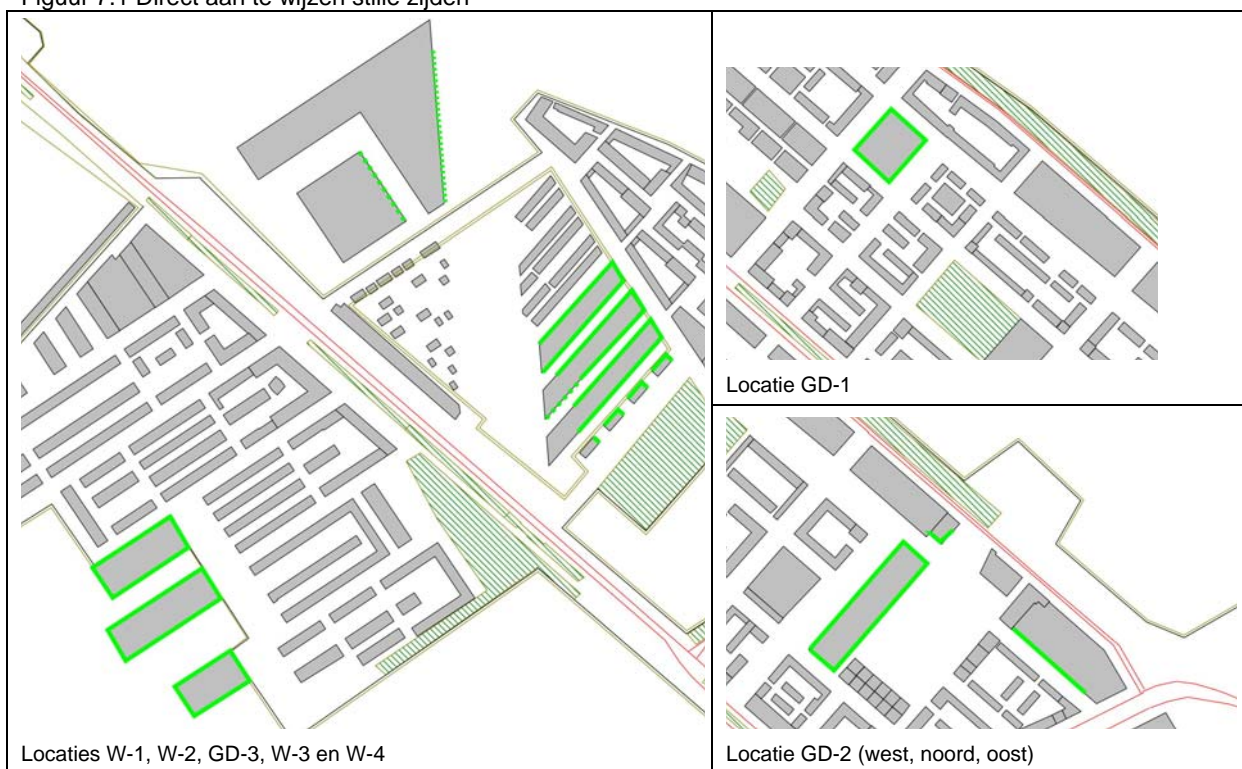 Figuur 7.1 Direct aan te wijzen stille zijden
Locatie GD-1
Locaties W-1, W-2, GD-3, W-3 en W-4
Locatie GD-2 (west, noord, oost)